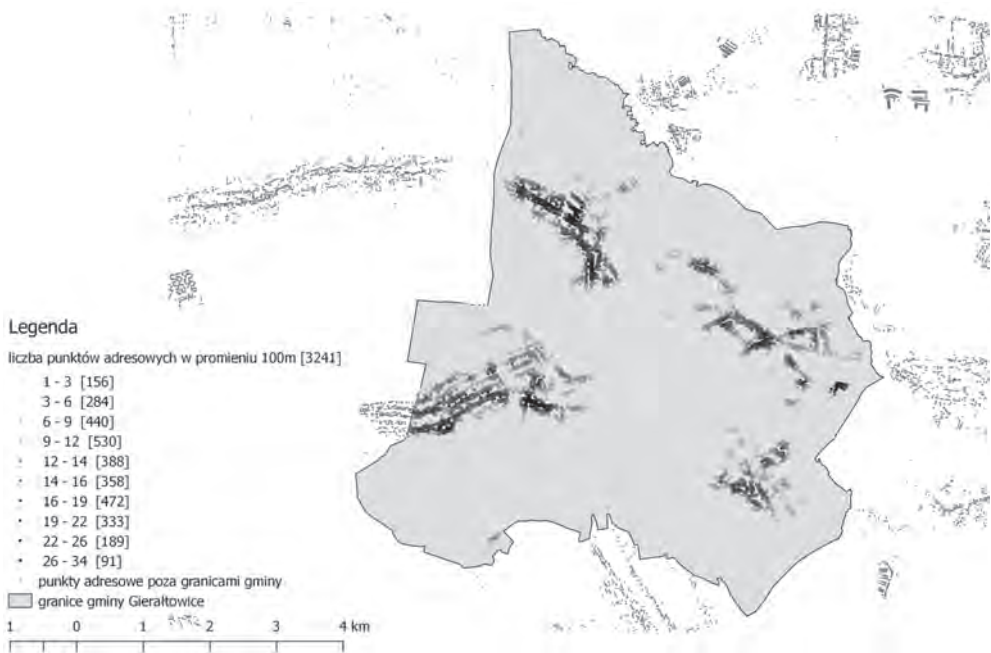 Legenda
liczba punktów adresowych w promieniu 100m [3241]
1 - 3 [156]
3 - 6 [284]
6 - 9 [440]
9 - 12 [530]
12 - 14 [388]
14 - 16 [358]
16 - 19 [472]
19 - 22 [333]
22 - 26 [189]
26 - 34 [91]
punkty adresowe poza granicami gminy
granice gminy Gierałtowice
1 0 1 2 3 4 km